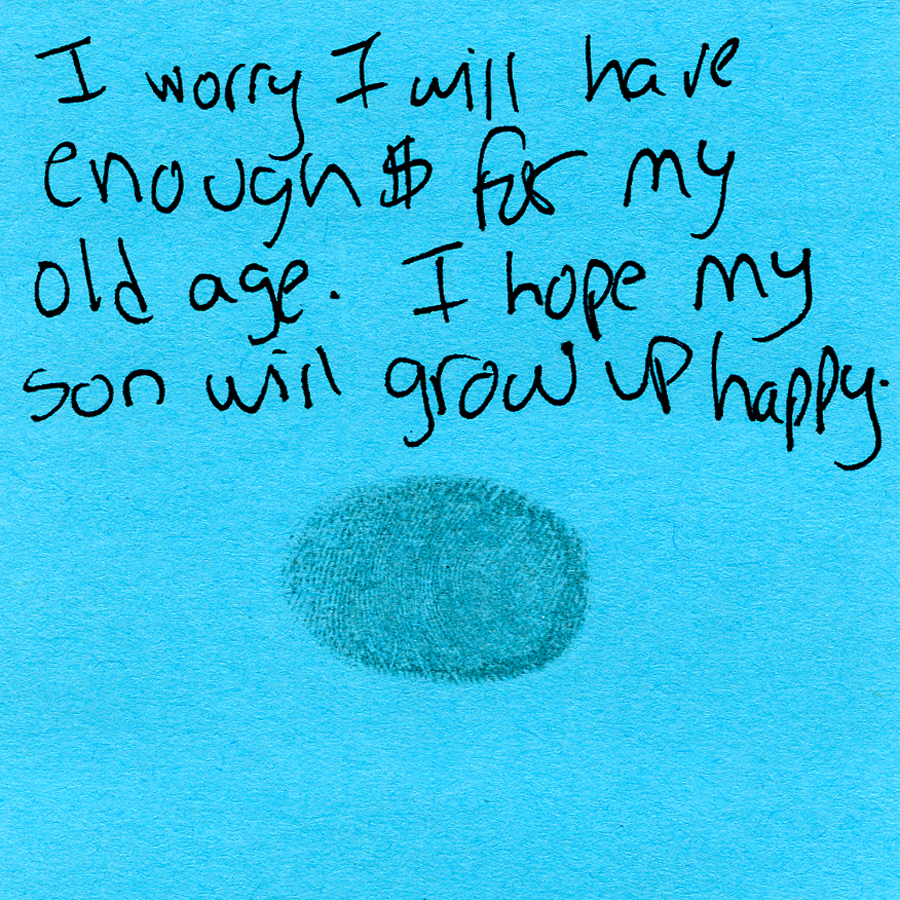 I worry I will have
enough $ for my
old age. I hope my
son will grow up happy.